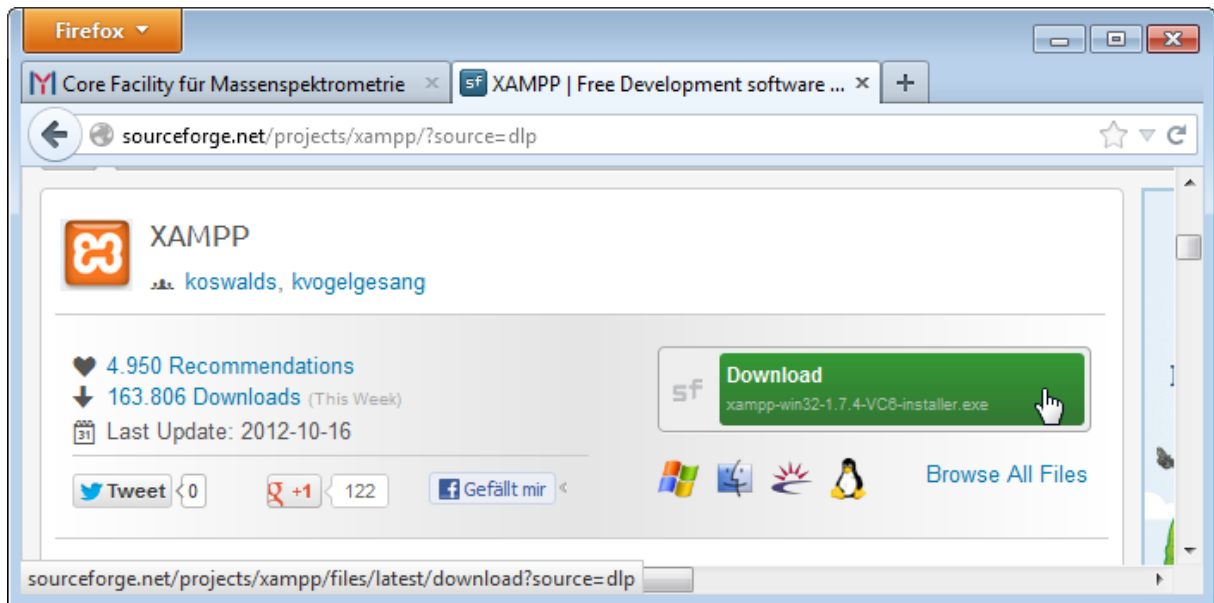 Firefox
Core Facility für Massenspektrometrie
XAMPP | Free Development software ...
sourceforge.net/projects/xampp/?source=dlp
XAMPP
koswalds, kvogelgesang
4.950 Recommendations
163.806 Downloads (This Week)
31 Last Update: 2012-10-16
sf Download
xampp-win32-1.7.4-VC6-installer.exe
Tweet 0
g +1 122
f Gefällt mir
Browse All Files
sourceforge.net/projects/xampp/files/latest/download?source=dlp